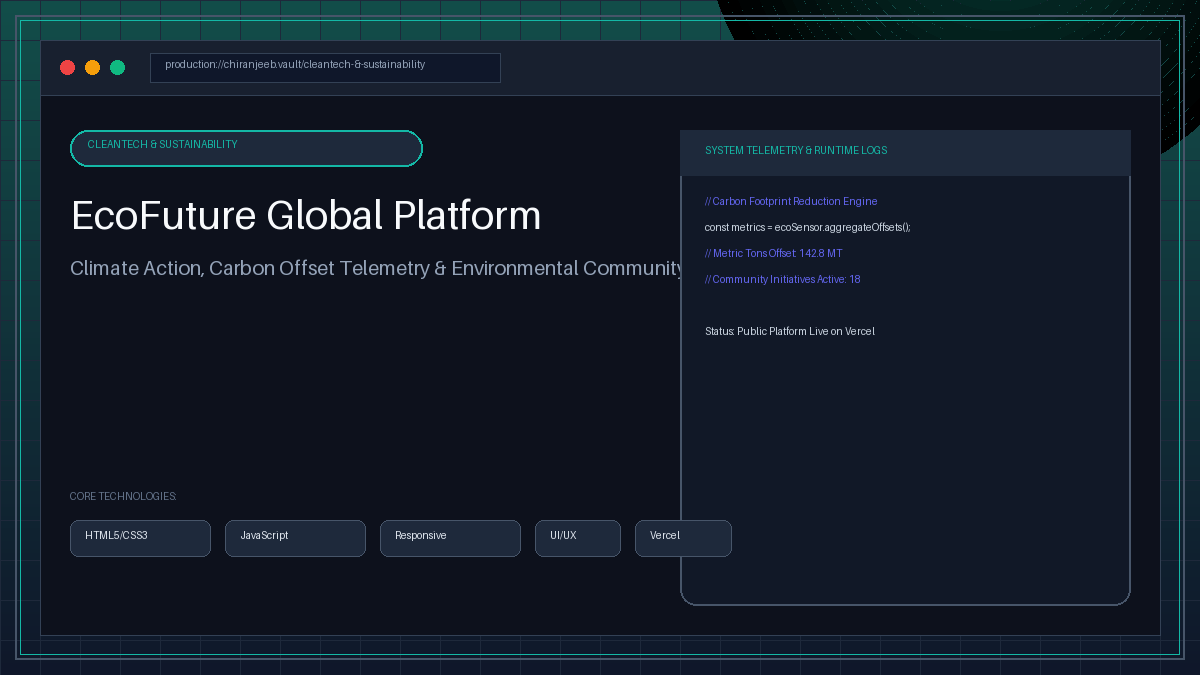 production://chiranjeeb.vault/cleantech-&-sustainability
CLEANTECH & SUSTAINABILITY
EcoFuture Global Platform
Climate Action, Carbon Offset Telemetry & Environmental Community
CORE TECHNOLOGIES:
HTML5/CSS3
JavaScript
Responsive
UI/UX
Vercel
SYSTEM TELEMETRY & RUNTIME LOGS
// Carbon Footprint Reduction Engine
const metrics = ecoSensor.aggregateOffsets();
// Metric Tons Offset: 142.8 MT
// Community Initiatives Active: 18
Status: Public Platform Live on Vercel